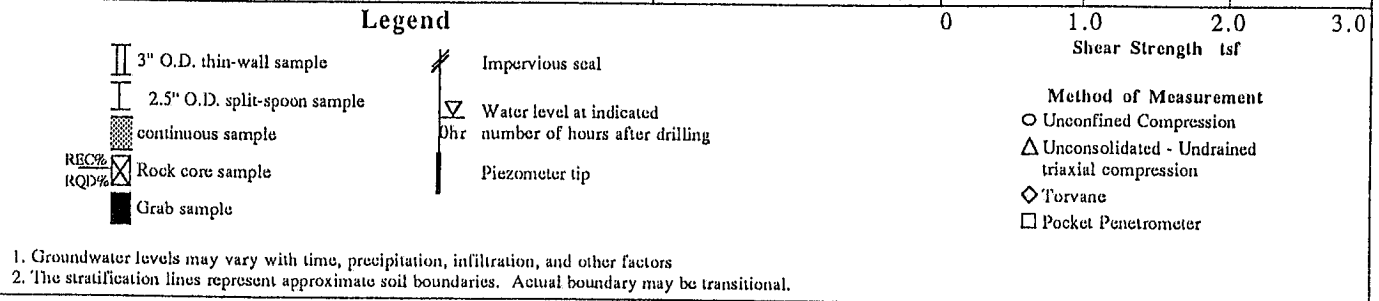 Legend
0 1.0 2.0 3.0
Shear Strength tsf
3" O.D. thin-wall sample
2.5" O.D. split-spoon sample
continuous sample
REC%
RQD%
Rock core sample
Grab sample
Impervious seal
Water level at indicated
0hr number of hours after drilling
Piezometer tip
Method of Measurement
Unconfined Compression
Unconsolidated - Undrained
triaxial compression
Torvane
Pocket Penetrometer
1. Groundwater levels may vary with time, precipitation, infiltration, and other factors
2. The stratification lines represent approximate soil boundaries. Actual boundary may be transitional.